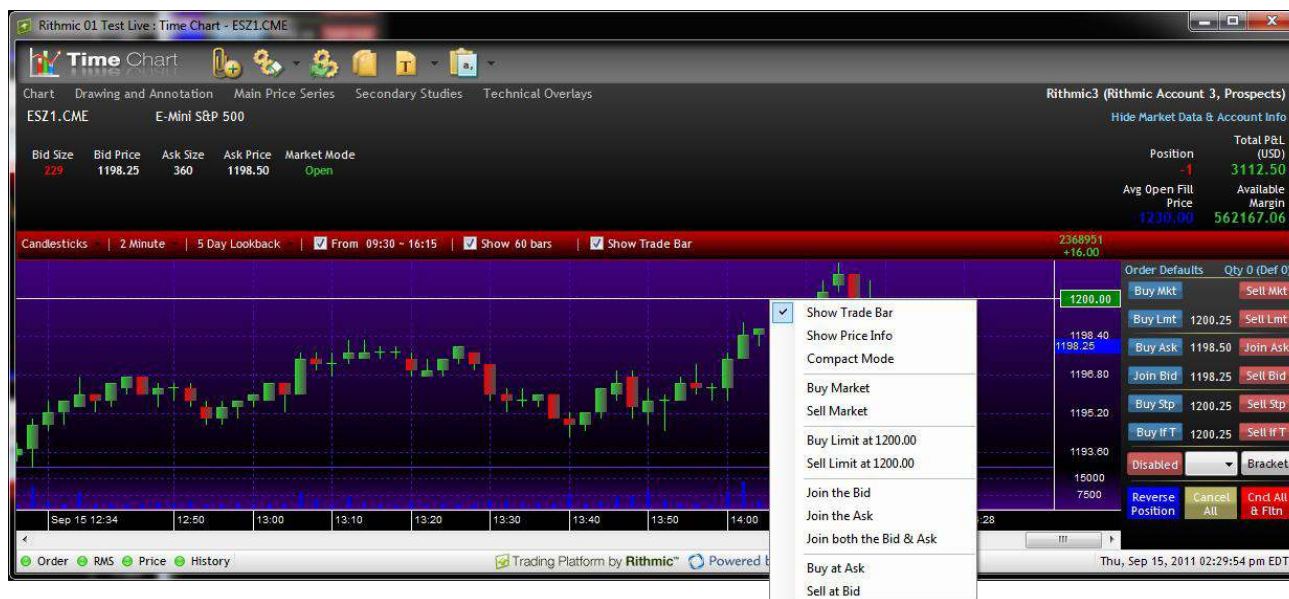 Rithmic 01 Test Live : Time Chart - ESZ1.CME
Time Chart
Chart Drawing and Annotation Main Price Series Secondary Studies Technical Overlays Rithmic3 (Rithmic Account 3, Prospects)
ESZ1.CME E-Mini S&P 500 Hide Market Data & Account Info
Total P&L
Bid Size Bid Price Ask Size Ask Price Market Mode Position (USD)
229 1198.25 360 1198.50 Open -1 3112.50
Avg Open Fill Available
Price Margin
1230.00 562167.06
Candlesticks | 2 Minute | 5 Day Lookback | From 09:30 ~ 16:15 | Show 60 bars | Show Trade Bar 2368951
+16.00
Order Defaults Qty 0 (Def 0)
Buy Mkt Sell Mkt
1200.00
Show Trade Bar
Buy Lmt 1200.25 Sell Lmt
Show Price Info 1198.40
1198.25 Buy Ask 1198.50 Join Ask
Compact Mode
1196.80 Join Bid 1198.25 Sell Bid
Buy Market
Sell Market 1195.20 Buy Stp 1200.25 Sell Stp
Buy If T 1200.25 Sell If T
Buy Limit at 1200.00
1193.60
Sell Limit at 1200.00 Disabled Bracket
15000
Join the Bid 7500 Reverse Cancel Cncl All
Position All & Fltn
Join the Ask
Sep 15 12:34 12:50 13:00 13:10 13:20 13:30 13:40 13:50 14:00 :28
Join both the Bid & Ask
Order RMS Price History Trading Platform by Rithmic™ Powered b Thu, Sep 15, 2011 02:29:54 pm EDT
Buy at Ask
Sell at Bid